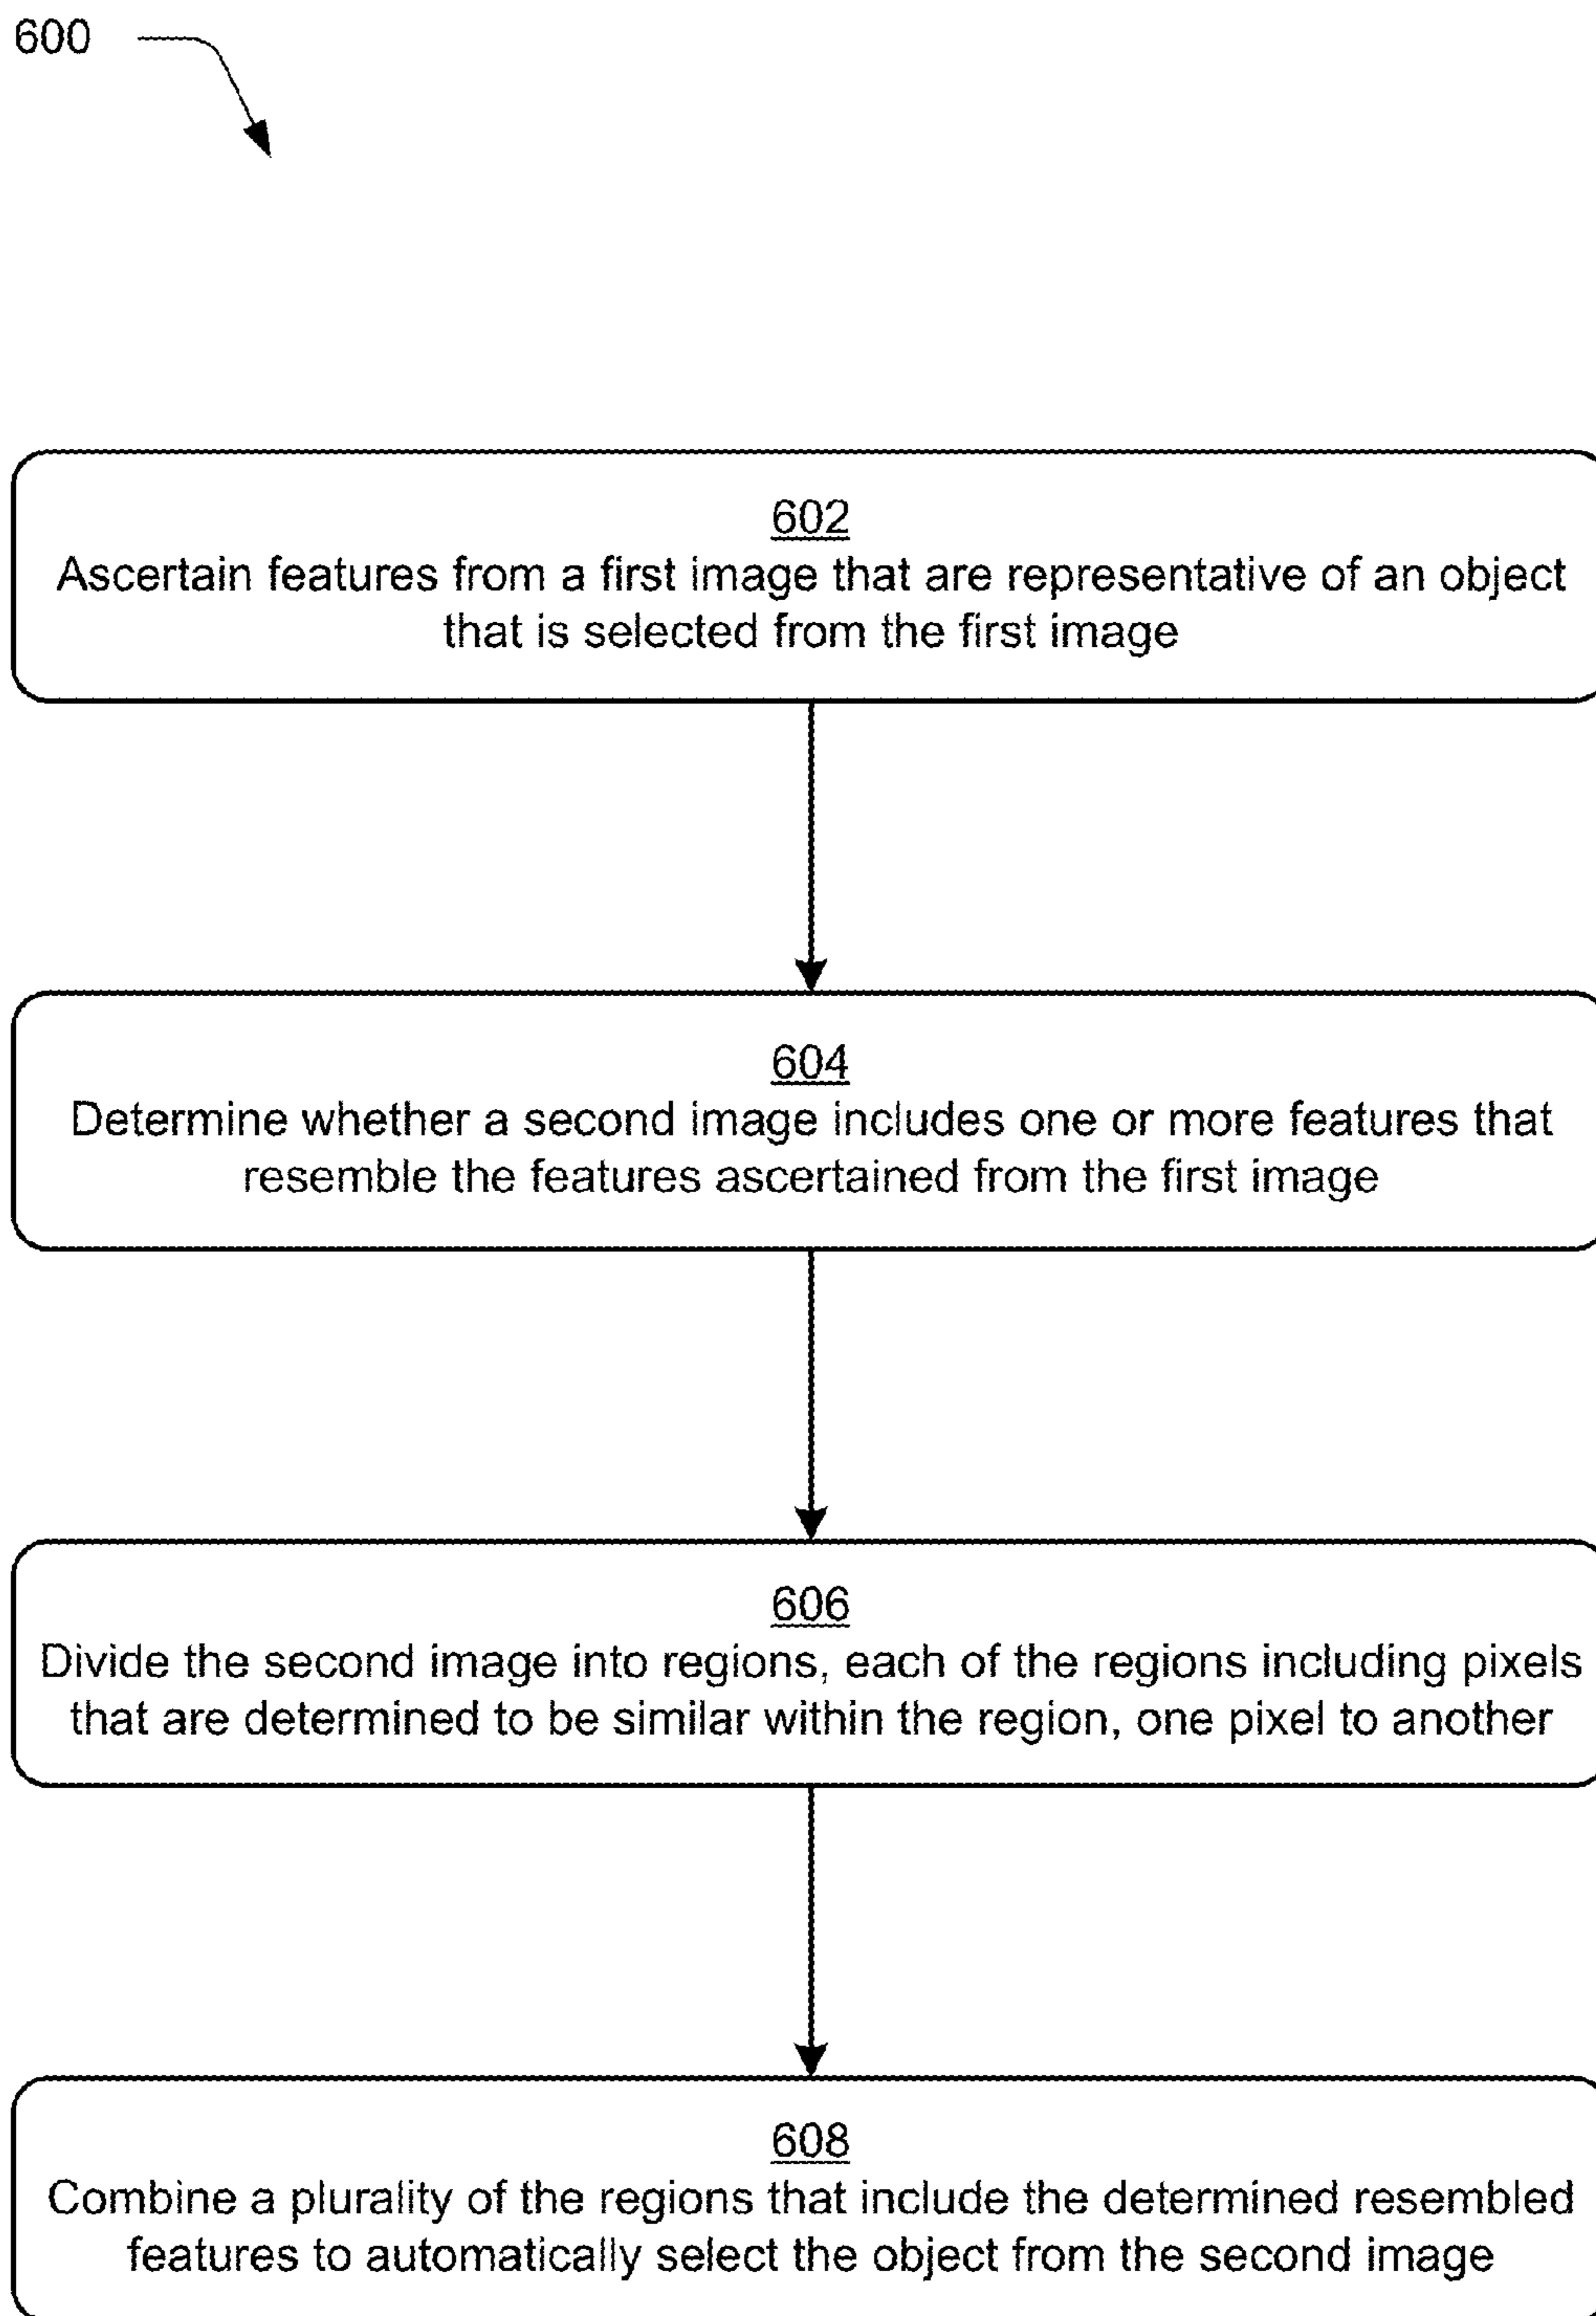 600
602
Ascertain features from a first image that are representative of an object
that is selected from the first image
604
Determine whether a second image includes one or more features that
resemble the features ascertained from the first image
606
Divide the second image into regions, each of the regions including pixels
that are determined to be similar within the region, one pixel to another
608
Combine a plurality of the regions that include the determined resembled
features to automatically select the object from the second image